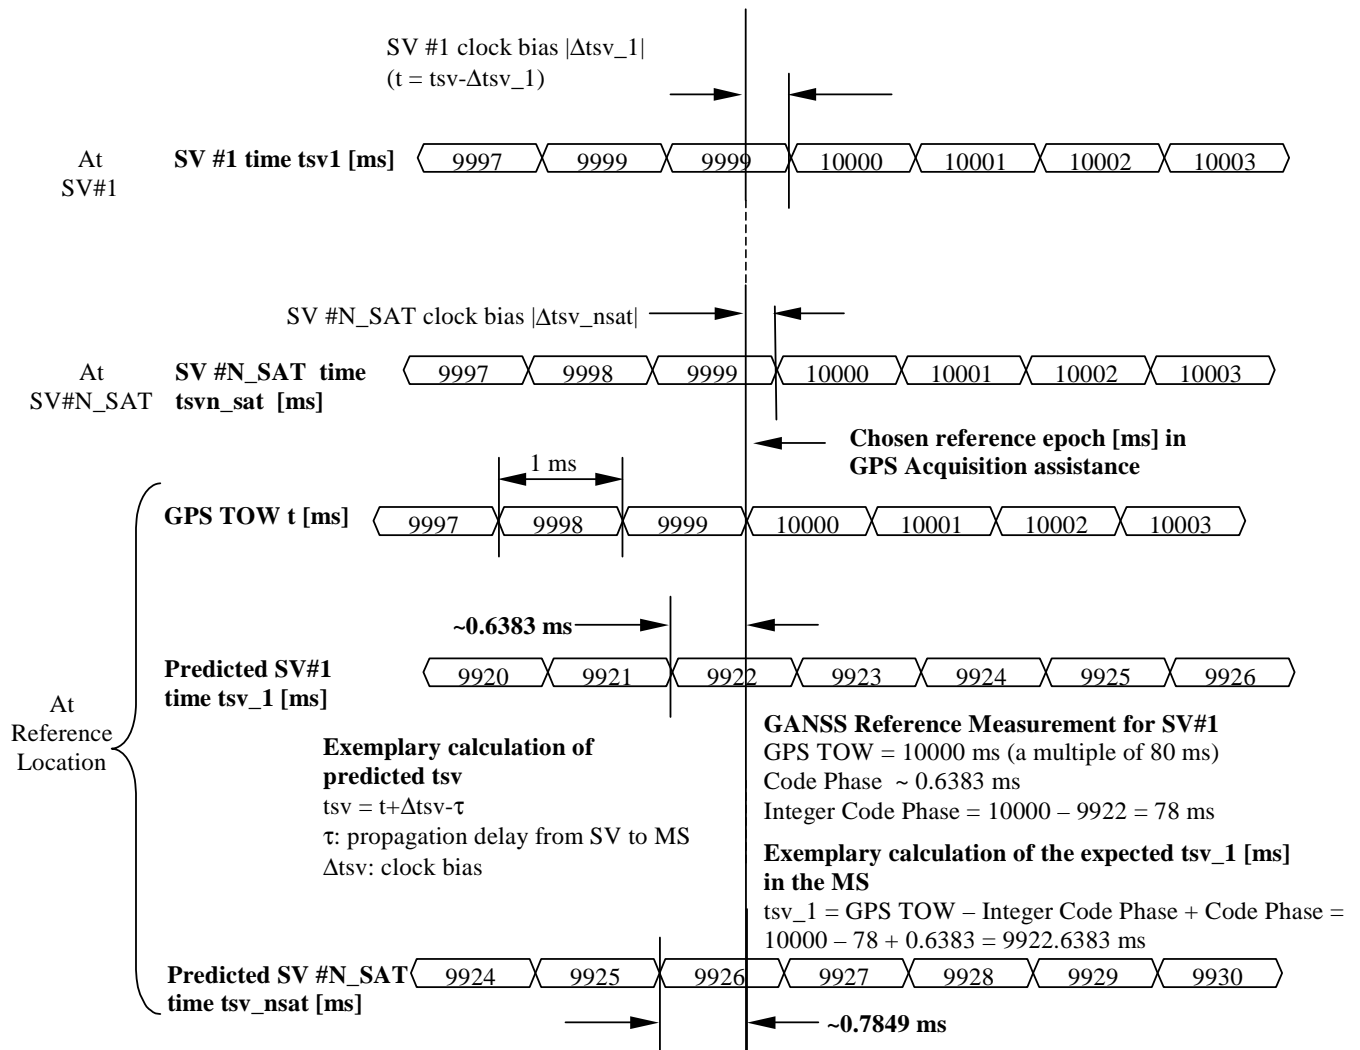 SV #1 clock bias |Δtsv_1|
(t = tsv-Δtsv_1)
At
SV#1
SV #1 time tsv1 [ms]
9997 9999 9999 10000 10001 10002 10003
SV #N_SAT clock bias |Δtsv_nsat|
At
SV#N_SAT
SV #N_SAT time
tsvn_sat [ms]
9997 9998 9999 10000 10001 10002 10003
Chosen reference epoch [ms] in
GPS Acquisition assistance
1 ms
GPS TOW t [ms]
9997 9998 9999 10000 10001 10002 10003
~0.6383 ms
Predicted SV#1
time tsv_1 [ms]
9920 9921 9922 9923 9924 9925 9926
At
Reference
Location
Exemplary calculation of
predicted tsv
tsv = t+Δtsv-τ
τ: propagation delay from SV to MS
Δtsv: clock bias
GANSS Reference Measurement for SV#1
GPS TOW = 10000 ms (a multiple of 80 ms)
Code Phase ~ 0.6383 ms
Integer Code Phase = 10000 – 9922 = 78 ms
Exemplary calculation of the expected tsv_1 [ms]
in the MS
tsv_1 = GPS TOW – Integer Code Phase + Code Phase =
10000 – 78 + 0.6383 = 9922.6383 ms
Predicted SV #N_SAT
time tsv_nsat [ms]
9924 9925 9926 9927 9928 9929 9930
~0.7849 ms